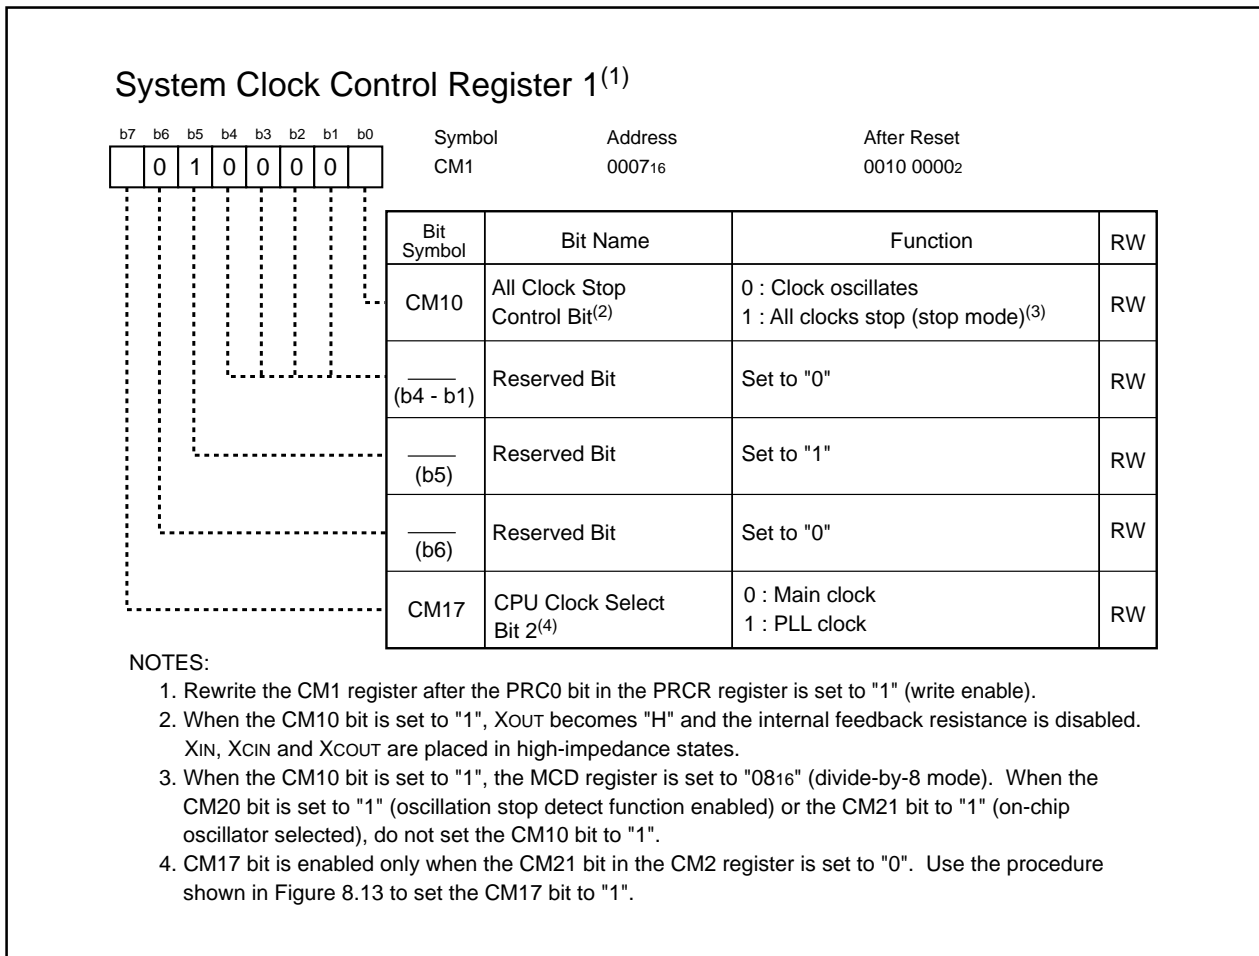 System Clock Control Register 1(1)
b7 b6 b5 b4 b3 b2 b1 b0
0 1 0 0 0 0
Symbol Address After Reset
CM1 000716 0010 00002
Bit Symbol Bit Name Function RW
CM10 All Clock Stop Control Bit(2) 0 : Clock oscillates RW
1 : All clocks stop (stop mode)(3)
(b4 - b1) Reserved Bit Set to "0" RW
(b5) Reserved Bit Set to "1" RW
(b6) Reserved Bit Set to "0" RW
CM17 CPU Clock Select Bit 2(4) 0 : Main clock RW
1 : PLL clock
NOTES:
1. Rewrite the CM1 register after the PRC0 bit in the PRCR register is set to "1" (write enable).
2. When the CM10 bit is set to "1", XOUT becomes "H" and the internal feedback resistance is disabled.
XIN, XCIN and XCOUT are placed in high-impedance states.
3. When the CM10 bit is set to "1", the MCD register is set to "0816" (divide-by-8 mode). When the
CM20 bit is set to "1" (oscillation stop detect function enabled) or the CM21 bit to "1" (on-chip
oscillator selected), do not set the CM10 bit to "1".
4. CM17 bit is enabled only when the CM21 bit in the CM2 register is set to "0". Use the procedure
shown in Figure 8.13 to set the CM17 bit to "1".